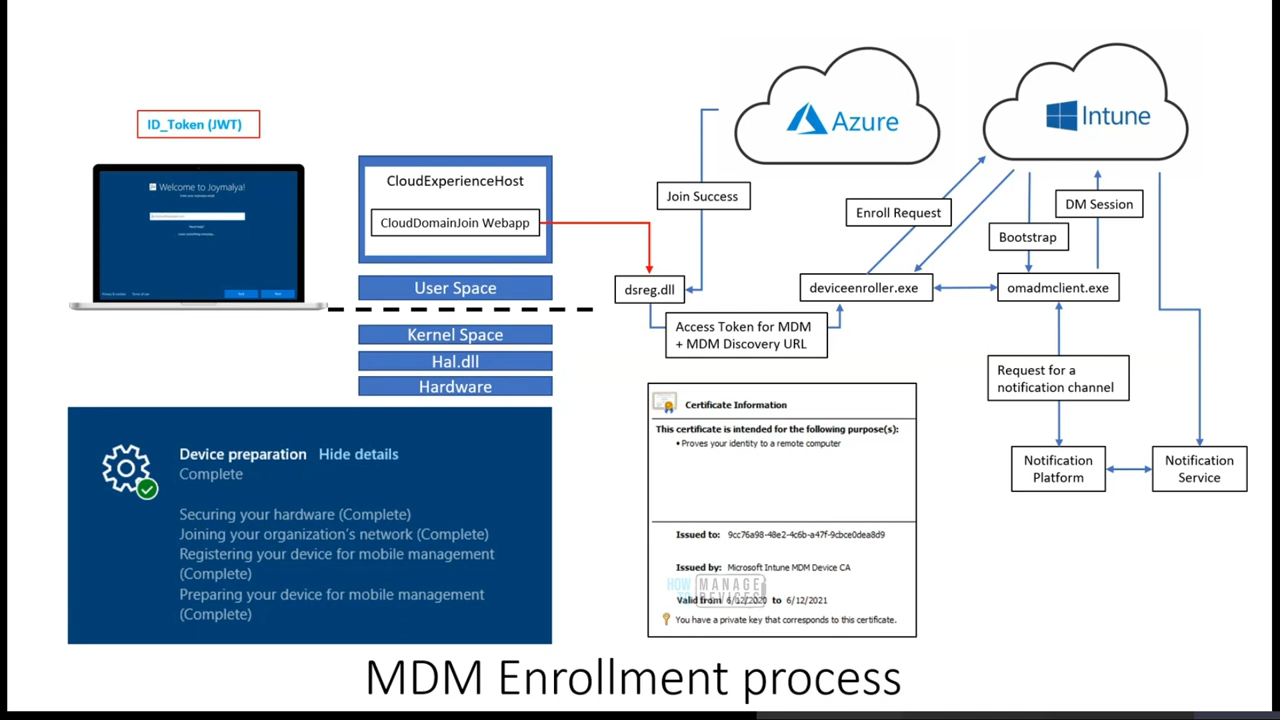 ID_Token (JWT)
Welcome to Joymalya!
CloudExperienceHost
CloudDomainJoin Webapp
User Space
Kernel Space
Hal.dll
Hardware
Azure
Intune
Join Success
Enroll Request
DM Session
Bootstrap
dsreg.dll
deviceenroller.exe
omadmclient.exe
Access Token for MDM
+ MDM Discovery URL
Request for a
notification channel
Notification
Platform
Notification
Service
Device preparation Hide details
Complete
Securing your hardware (Complete)
Joining your organization's network (Complete)
Registering your device for mobile management
(Complete)
Preparing your device for mobile management
(Complete)
Certificate Information
This certificate is intended for the following purpose(s):
• Proves your identity to a remote computer
Issued to: 9cc76a98-48e2-4c6b-a47f-9cbce0dea8d9
Issued by: Microsoft Intune MDM Device CA
HOW TO MANAGE DEVICES
Valid from 6/12/2020 to 6/12/2021
You have a private key that corresponds to this certificate.
MDM Enrollment process